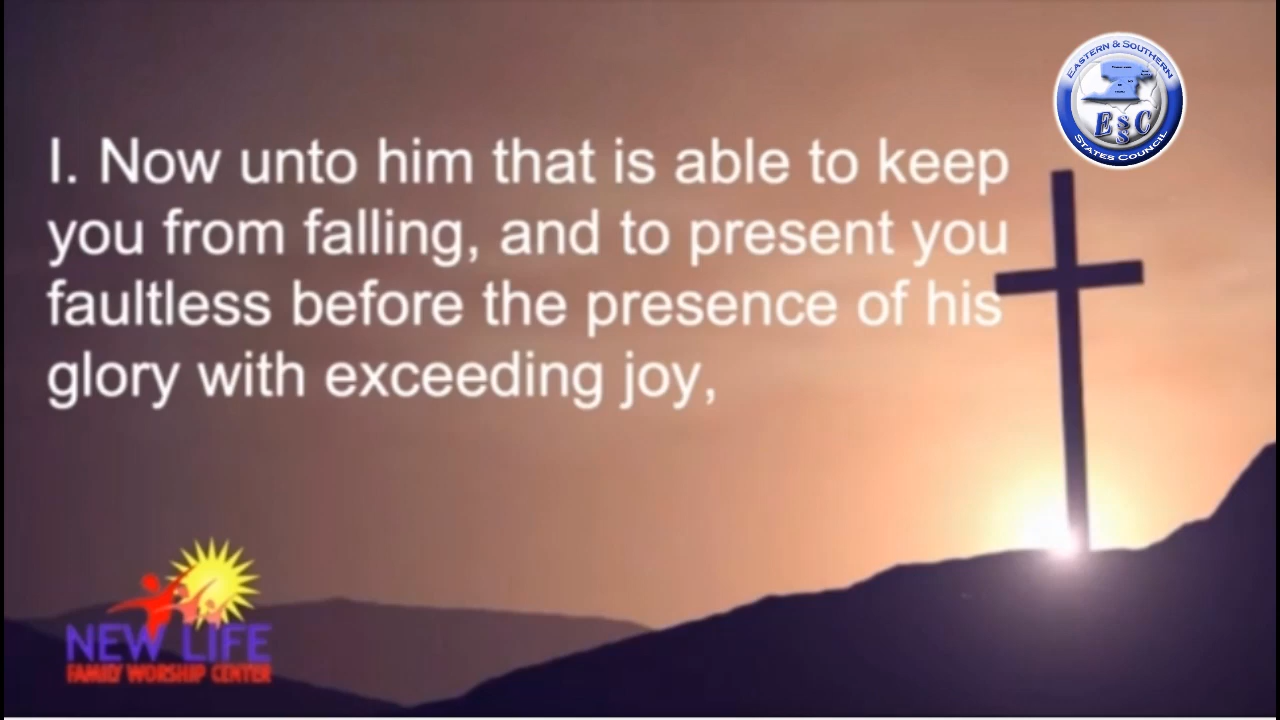 EASTERN & SOUTHERN
ESSC
STATES COUNCIL
I. Now unto him that is able to keep
you from falling, and to present you
faultless before the presence of his
glory with exceeding joy,
NEW LIFE
FAMILY WORSHIP CENTER